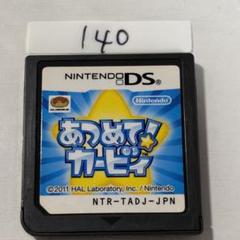 140
NINTENDO DS
Nintendo
あつめて!
カービィ
© 2011 HAL Laboratory, Inc. / Nintendo
NTR-TADJ-JPN